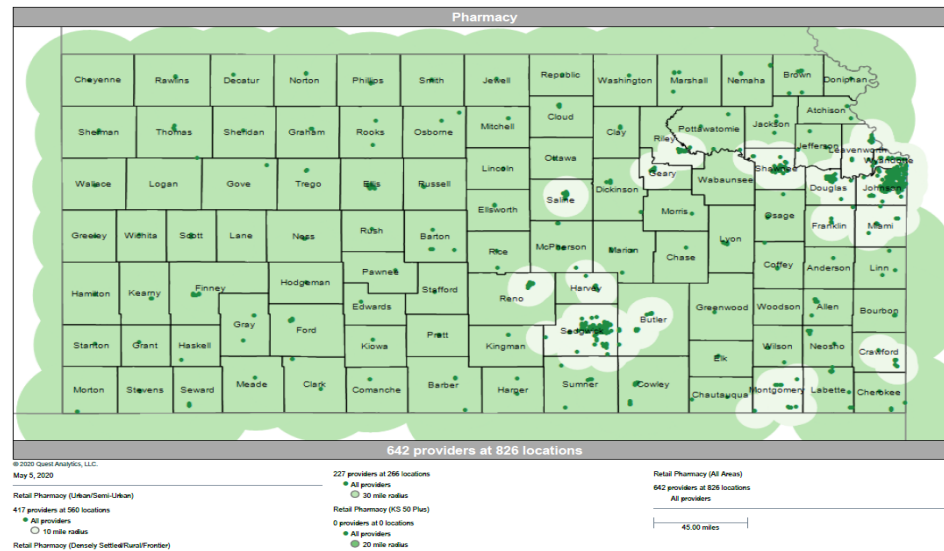 Pharmacy
Cheyenne Rawlins Decatur Norton Phillips Smith Jewell Republic Washington Marshall Nemaha Brown Doniphan
Sherman Thomas Sheridan Graham Rooks Osborne Mitchell Cloud Clay Riley Pottawatomie Jackson Atchison
Jefferson Leavenworth Wyandotte
Wallace Logan Gove Trego Ellis Russell Lincoln Ottawa Dickinson Geary Wabaunsee Shawnee Douglas Johnson
Saline
Ellsworth Morris Osage Franklin Miami
Greeley Wichita Scott Lane Ness Rush Barton Rice McPherson Marion Chase Lyon Coffey Anderson Linn
Hamilton Kearny Finney Hodgeman Pawnee Stafford Reno Harvey
Edwards Greenwood Woodson Allen Bourbon
Gray Ford Sedgwick Butler
Stanton Grant Haskell Kiowa Pratt Kingman Elk Wilson Neosho Crawford
Morton Stevens Seward Meade Clark Comanche Barber Harper Sumner Cowley Chautauqua Montgomery Labette Cherokee
642 providers at 826 locations
© 2020 Quest Analytics, LLC.
May 5, 2020
Retail Pharmacy (Urban/Semi-Urban)
417 providers at 560 locations
All providers
10 mile radius
Retail Pharmacy (Densely Settled/Rural/Frontier)
227 providers at 266 locations
All providers
30 mile radius
Retail Pharmacy (KS 50 Plus)
0 providers at 0 locations
All providers
20 mile radius
Retail Pharmacy (All Areas)
642 providers at 826 locations
All providers
45.00 miles